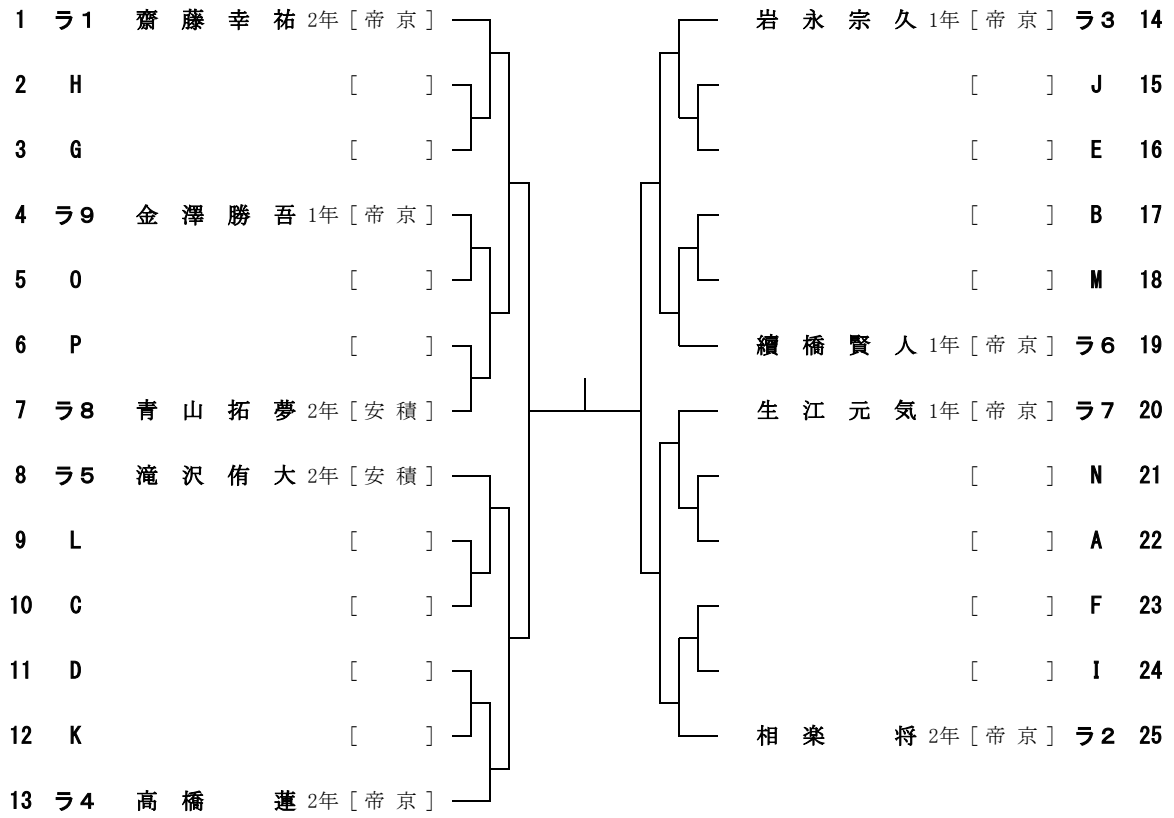 1 ラ1 齋藤幸祐 2年 [帝京] 岩永宗久 1年 [帝京] ラ3 14
2 H [ ] [ ] J 15
3 G [ ] [ ] E 16
4 ラ9 金澤勝吾 1年 [帝京] [ ] B 17
5 O [ ] [ ] M 18
6 P [ ] 續橋賢人 1年 [帝京] ラ6 19
7 ラ8 青山拓夢 2年 [安積] 生江元気 1年 [帝京] ラ7 20
8 ラ5 滝沢侑大 2年 [安積] [ ] N 21
9 L [ ] [ ] A 22
10 C [ ] [ ] F 23
11 D [ ] [ ] I 24
12 K [ ] 相楽 将 2年 [帝京] ラ2 25
13 ラ4 高橋 蓮 2年 [帝京]